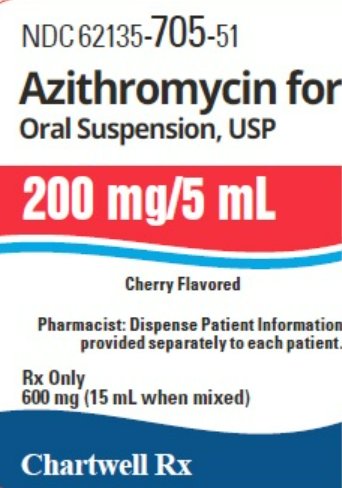 NDC 62135-705-51
Azithromycin for
Oral Suspension, USP
200 mg/5 mL
Cherry Flavored
Pharmacist: Dispense Patient Information
provided separately to each patient.
Rx Only
600 mg (15 mL when mixed)
Chartwell Rx